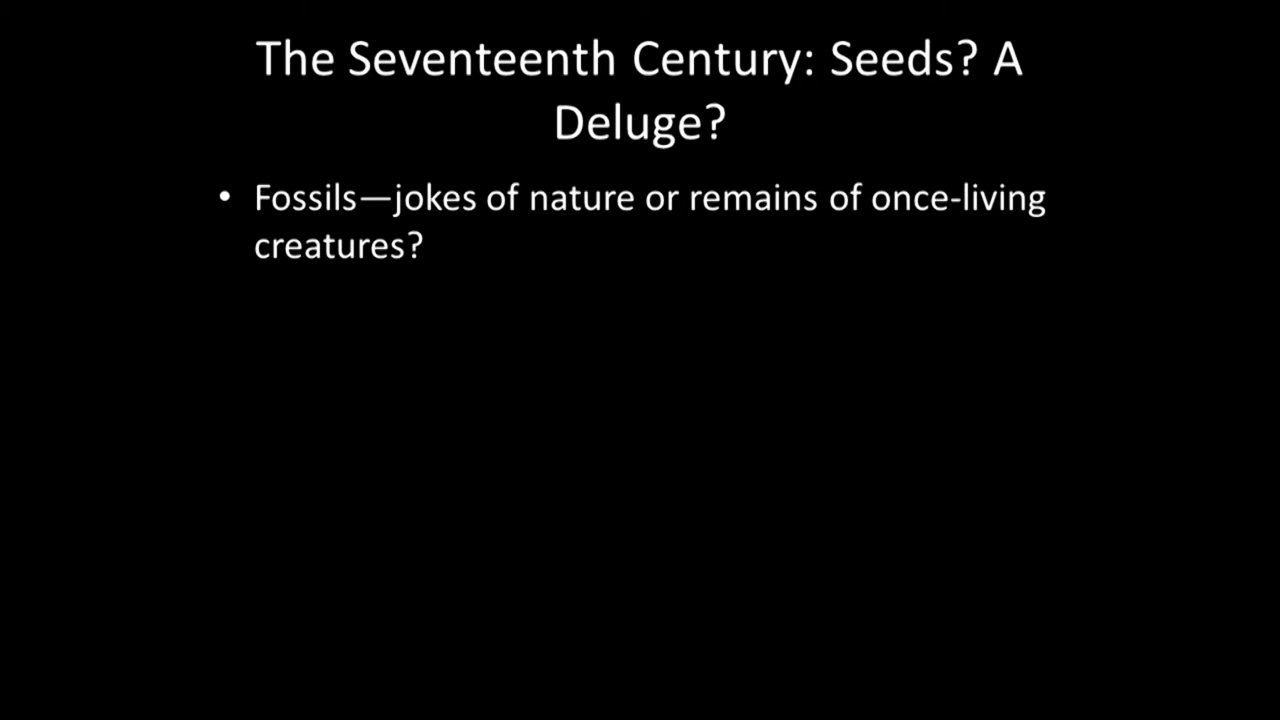 The Seventeenth Century: Seeds? A
Deluge?
• Fossils—jokes of nature or remains of once-living
creatures?